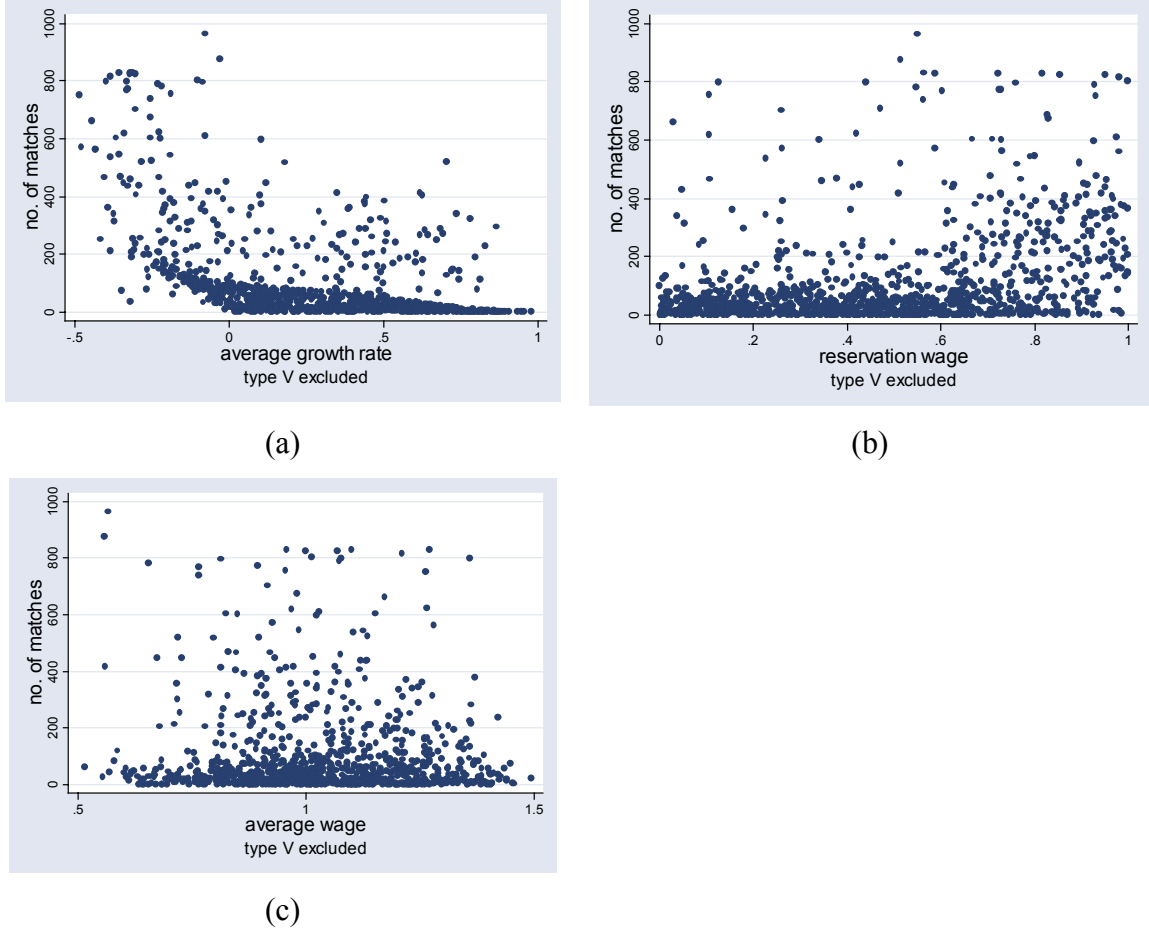 no. of matches
1000
800
600
400
200
0
-.5
0
.5
1
average growth rate
type V excluded
(a)
no. of matches
1000
800
600
400
200
0
0
.2
.4
.6
.8
1
reservation wage
type V excluded
(b)
no. of matches
1000
800
600
400
200
0
.5
1
1.5
average wage
type V excluded
(c)